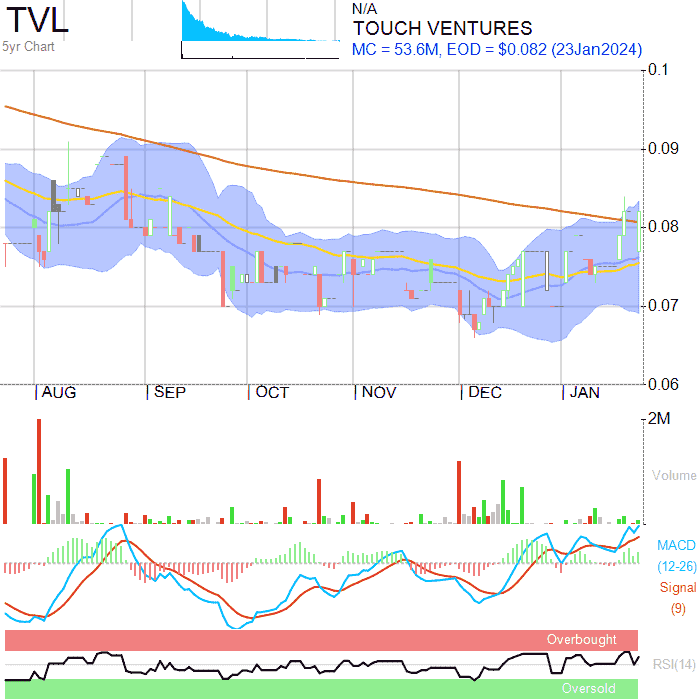 TVL
5yr Chart
N/A
TOUCH VENTURES
MC = 53.6M, EOD = $0.082 (23Jan2024)
0.1
0.09
0.08
0.07
0.06
AUG SEP OCT NOV DEC JAN
2M
Volume
MACD
(12-26)
Signal
(9)
Overbought
RSI(14)
Oversold